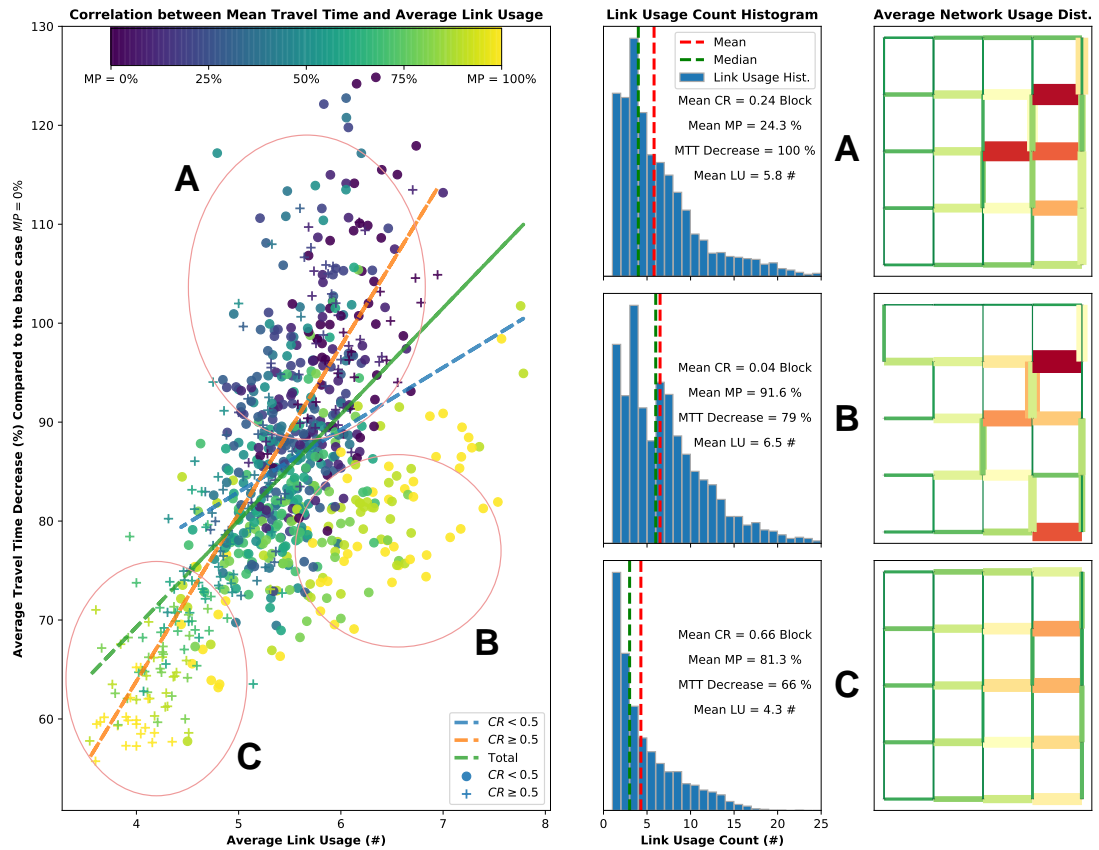 Correlation between Mean Travel Time and Average Link Usage
MP = 0%
25%
50%
75%
MP = 100%
Average Travel Time Decrease (%) Compared to the base case MP = 0%
130
120
110
100
90
80
70
60
4
5
6
7
8
Average Link Usage (#)
A
B
C
CR < 0.5
CR ≥ 0.5
Total
CR < 0.5
CR ≥ 0.5
Link Usage Count Histogram
Mean
Median
Link Usage Hist.
Mean CR = 0.24 Block
Mean MP = 24.3 %
MTT Decrease = 100 %
Mean LU = 5.8 #
Mean CR = 0.04 Block
Mean MP = 91.6 %
MTT Decrease = 79 %
Mean LU = 6.5 #
Mean CR = 0.66 Block
Mean MP = 81.3 %
MTT Decrease = 66 %
Mean LU = 4.3 #
0
5
10
15
20
25
Link Usage Count (#)
Average Network Usage Dist.
A
B
C